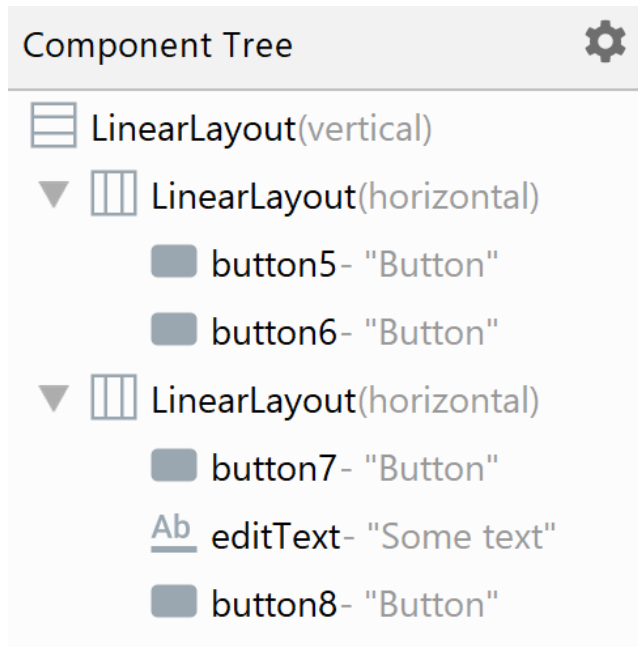 Component Tree
LinearLayout(vertical)
LinearLayout(horizontal)
button5- "Button"
button6- "Button"
LinearLayout(horizontal)
button7- "Button"
Ab editText- "Some text"
button8- "Button"